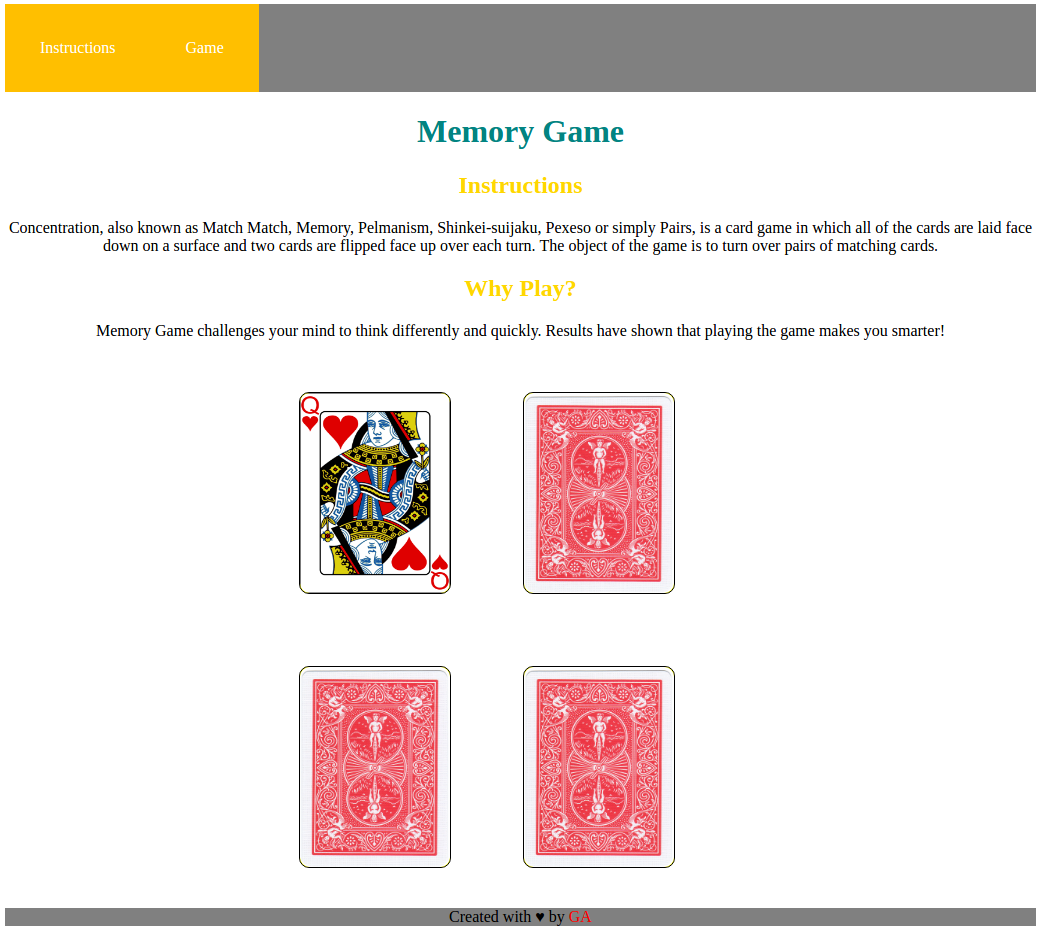 Instructions Game
Memory Game
Instructions
Concentration, also known as Match Match, Memory, Pelmanism, Shinkei-suijaku, Pexeso or simply Pairs, is a card game in which all of the cards are laid face
down on a surface and two cards are flipped face up over each turn. The object of the game is to turn over pairs of matching cards.
Why Play?
Memory Game challenges your mind to think differently and quickly. Results have shown that playing the game makes you smarter!
Q
Q
Created with ♥ by GA